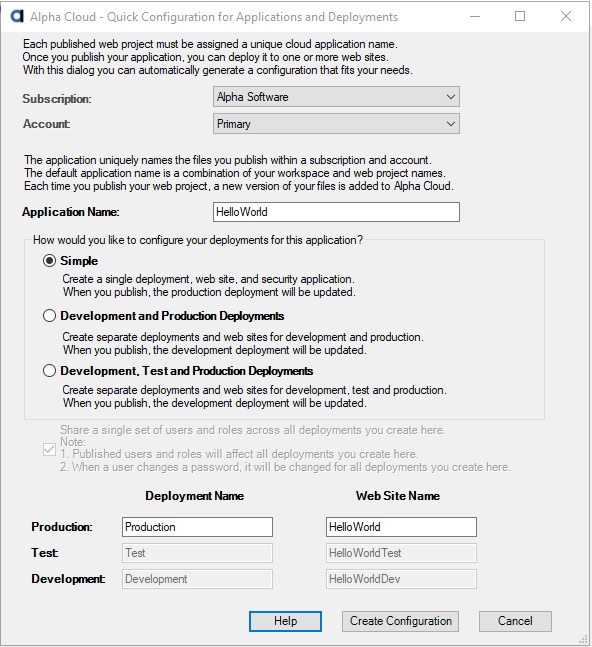 Alpha Cloud - Quick Configuration for Applications and Deployments
Each published web project must be assigned a unique cloud application name.
Once you publish your application, you can deploy it to one or more web sites.
With this dialog you can automatically generate a configuration that fits your needs.
Subscription: Alpha Software
Account: Primary
The application uniquely names the files you publish within a subscription and account.
The default application name is a combination of your workspace and web project names.
Each time you publish your web project, a new version of your files is added to Alpha Cloud.
Application Name: HelloWorld
How would you like to configure your deployments for this application?
Simple
Create a single deployment, web site, and security application.
When you publish, the production deployment will be updated.
Development and Production Deployments
Create separate deployments and web sites for development and production.
When you publish, the development deployment will be updated.
Development, Test and Production Deployments
Create separate deployments and web sites for development, test and production.
When you publish, the development deployment will be updated.
Share a single set of users and roles across all deployments you create here.
Note:
1. Published users and roles will affect all deployments you create here.
2. When a user changes a password, it will be changed for all deployments you create here.
Deployment Name Web Site Name
Production: Production HelloWorld
Test: Test HelloWorldTest
Development: Development HelloWorldDev
Help Create Configuration Cancel